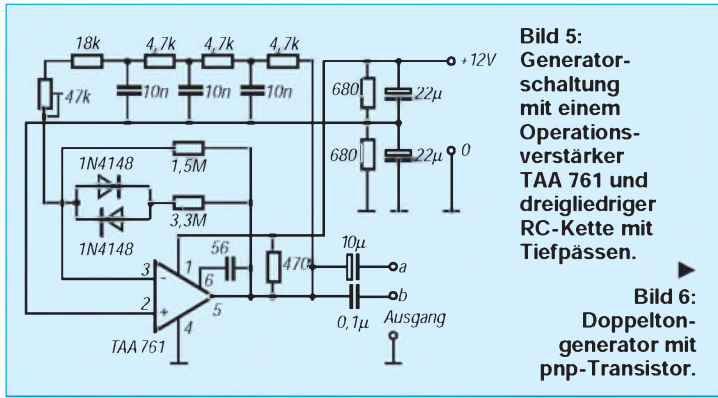 18k 4,7k 4,7k 4,7k
+12V
47k
10n 10n 10n
680 22µ
680 22µ
0
1N4148
1,5M
3,3M
1N4148
56
10µ
a
470
3 - 1 6
2 + 5
4
b
0,1µ Ausgang
TAA 761
Bild 5:
Generator-
schaltung
mit einem
Operations-
verstärker
TAA 761 und
dreigliedriger
RC-Kette mit
Tiefpässen.
Bild 6:
Doppelton-
generator mit
pnp-Transistor.